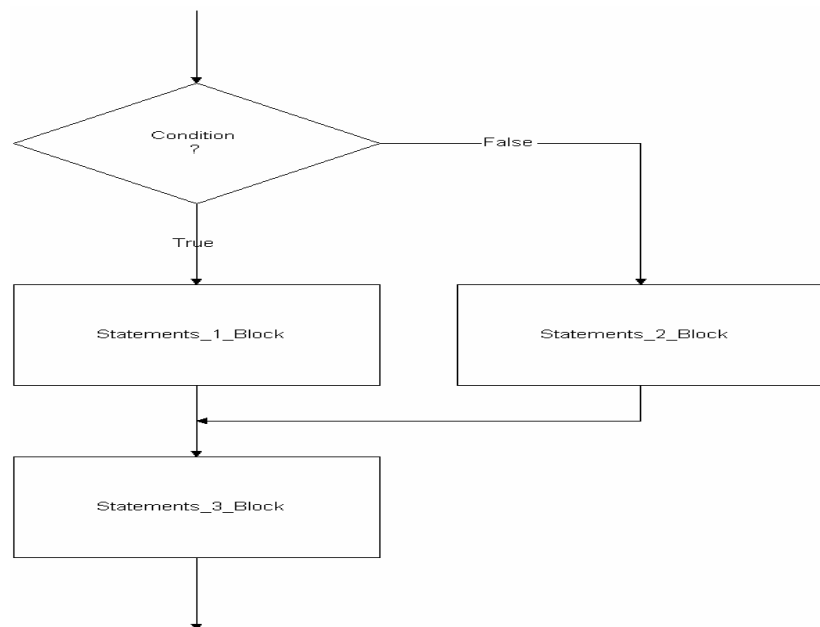 Condition
?
False
True
Statements_1_Block
Statements_2_Block
Statements_3_Block